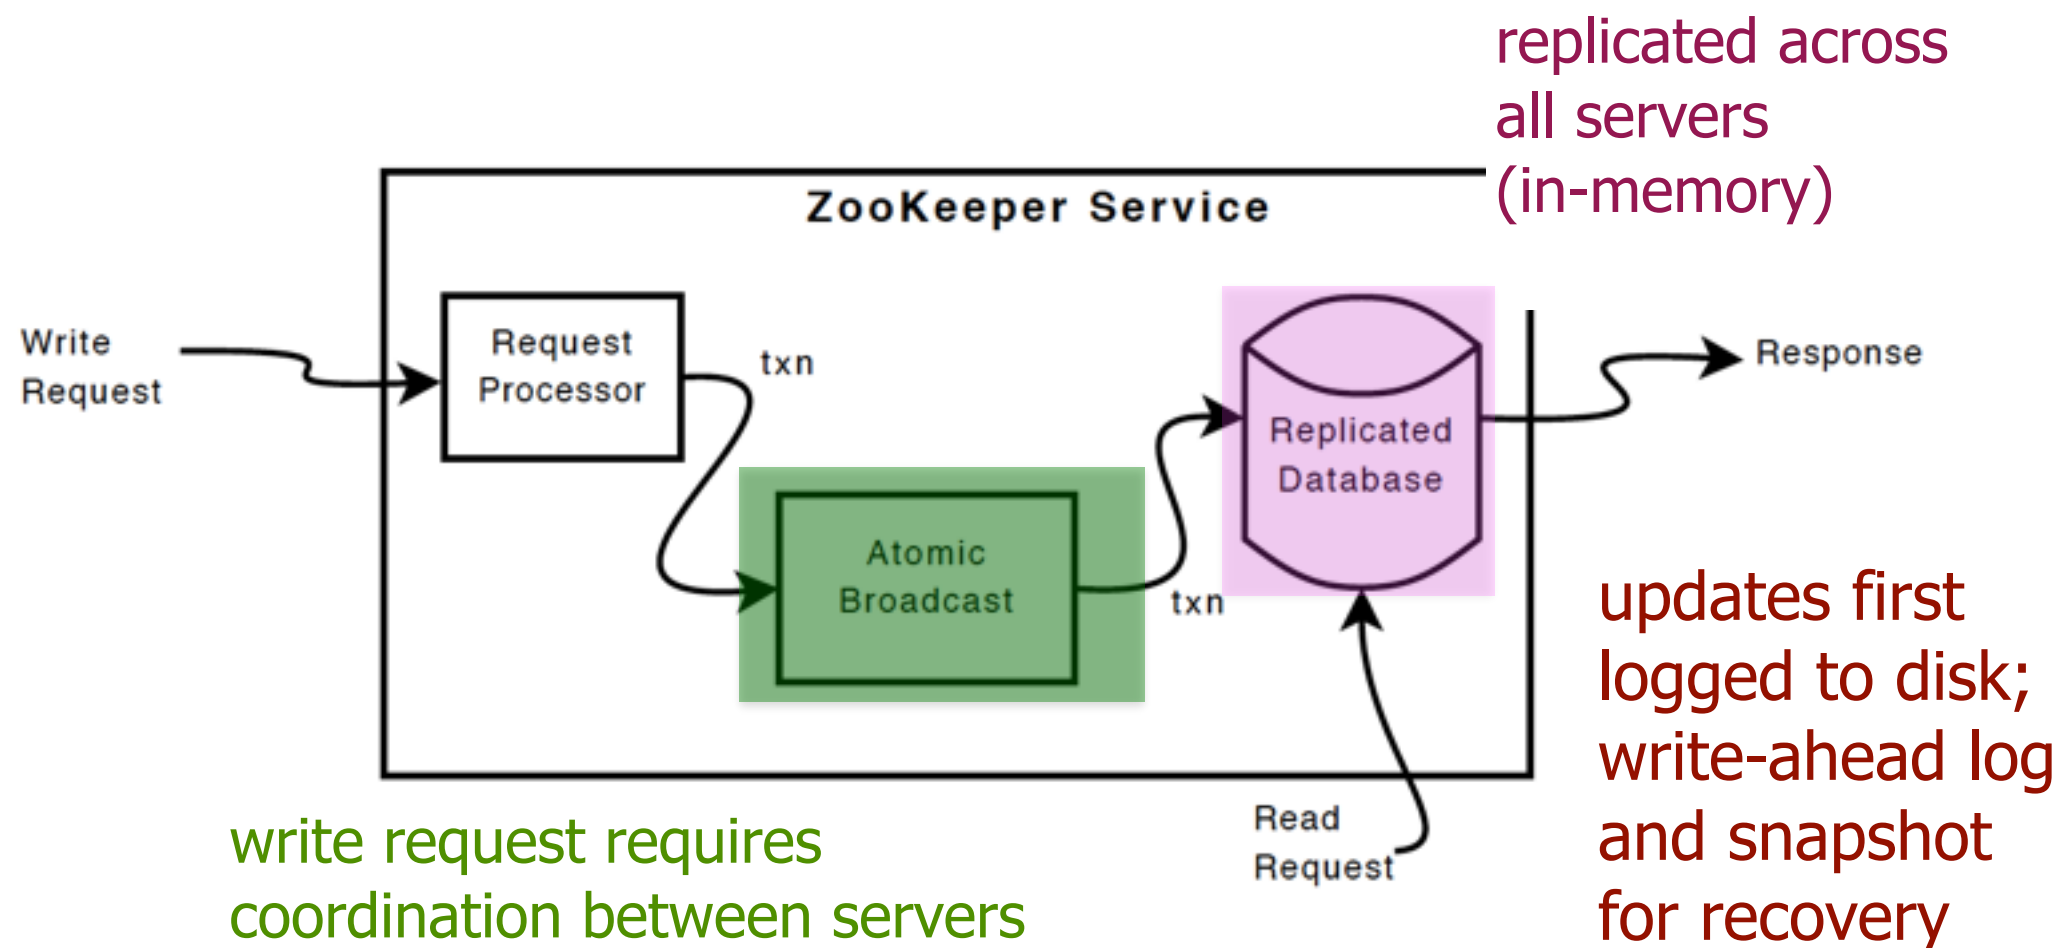 replicated across
all servers
(in-memory)
ZooKeeper Service
Write
Request
Request
Processor
txn
Atomic
Broadcast
txn
Replicated
Database
Response
Read
Request
updates first
logged to disk;
write-ahead log
and snapshot
for recovery
write request requires
coordination between servers